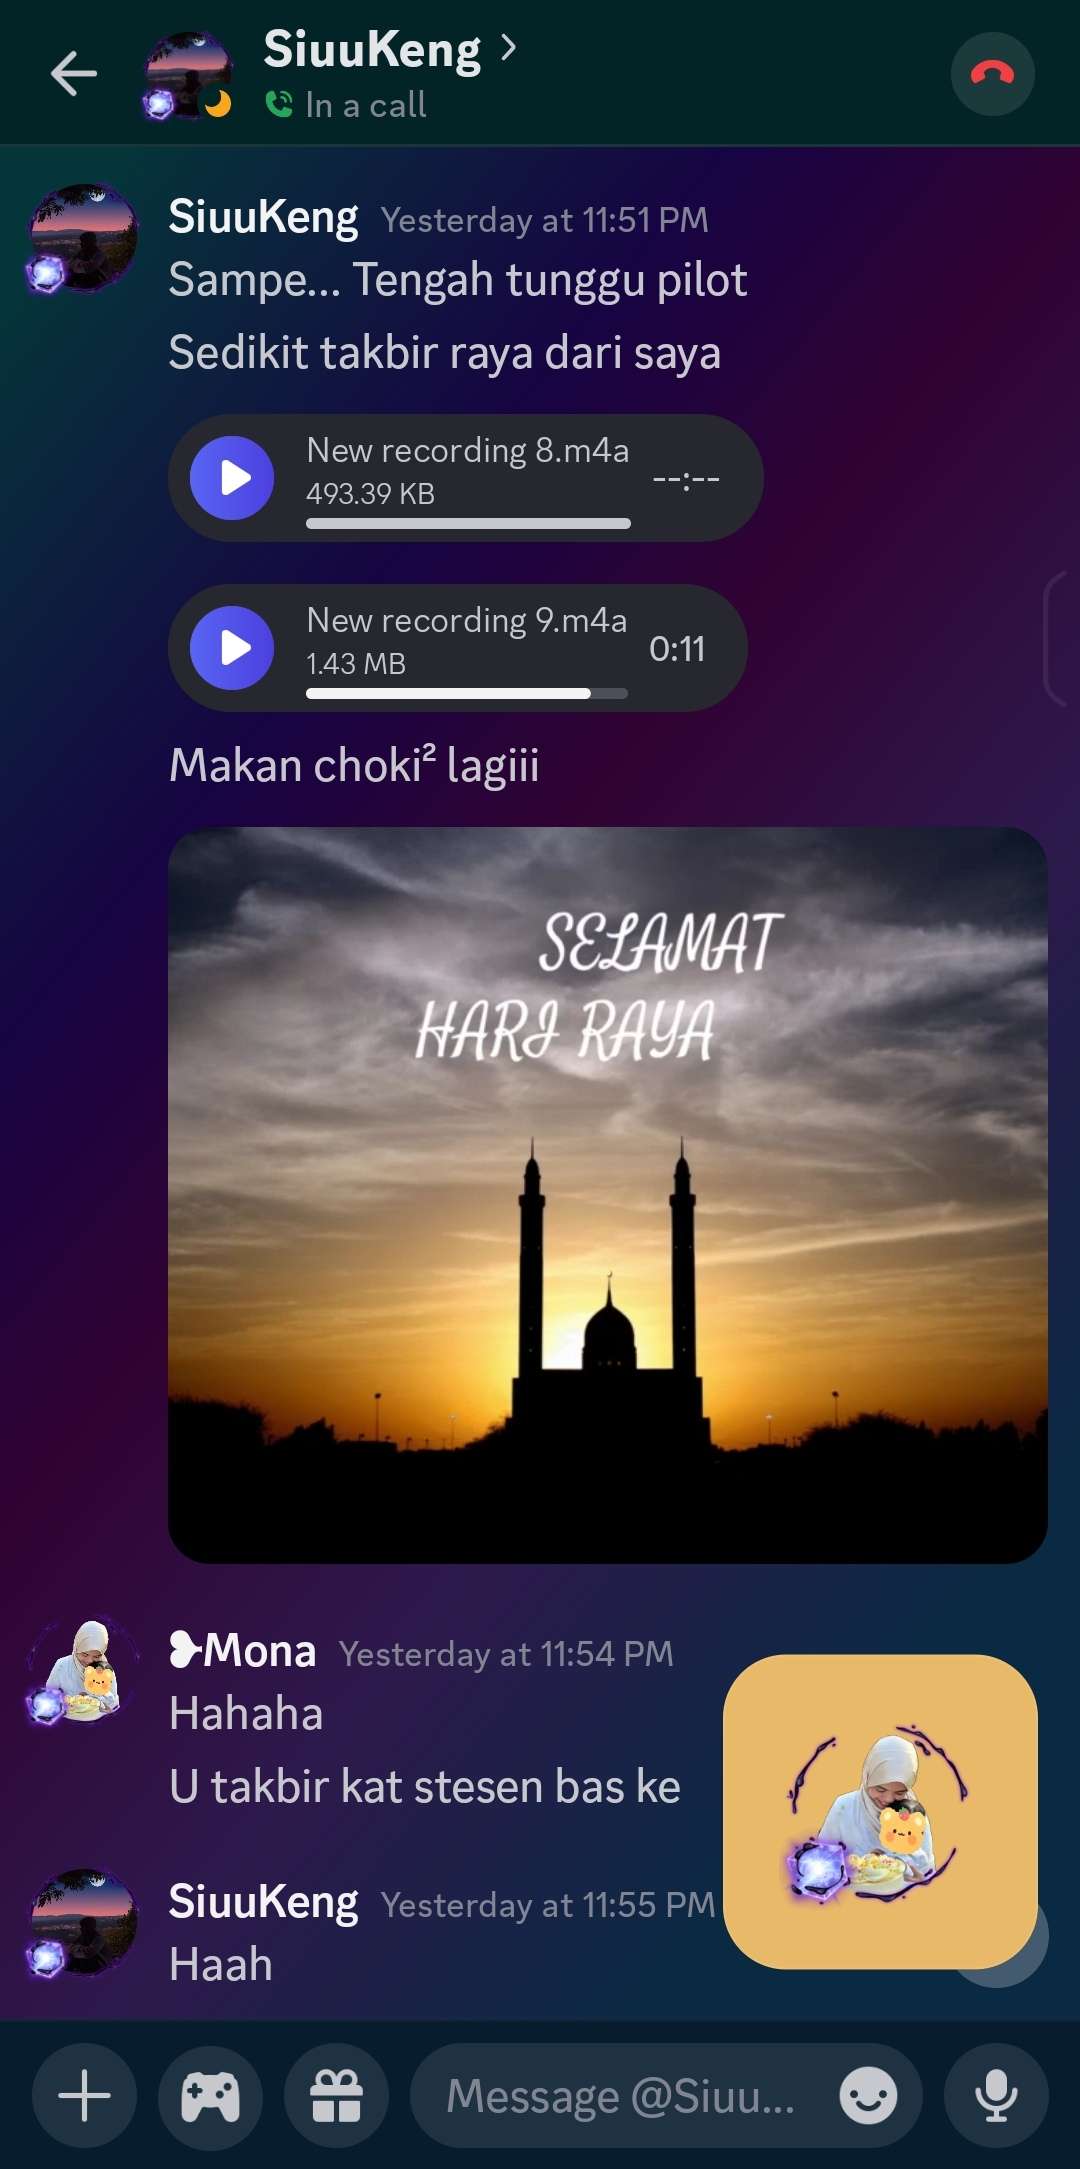 SiuuKeng
In a call
SiuuKeng Yesterday at 11:51 PM
Sampe... Tengah tunggu pilot
Sedikit takbir raya dari saya
New recording 8.m4a
493.39 KB
--:--
New recording 9.m4a
1.43 MB
0:11
Makan choki² lagiii
SELAMAT
HARI RAYA
❥Mona Yesterday at 11:54 PM
Hahaha
U takbir kat stesen bas ke
SiuuKeng Yesterday at 11:55 PM
Haah
Message @Siuu...